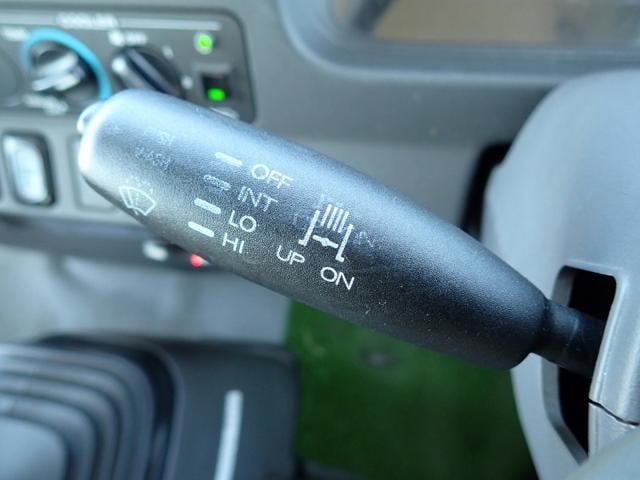 COOLER
OFF
INT
LO
HI
UP ON